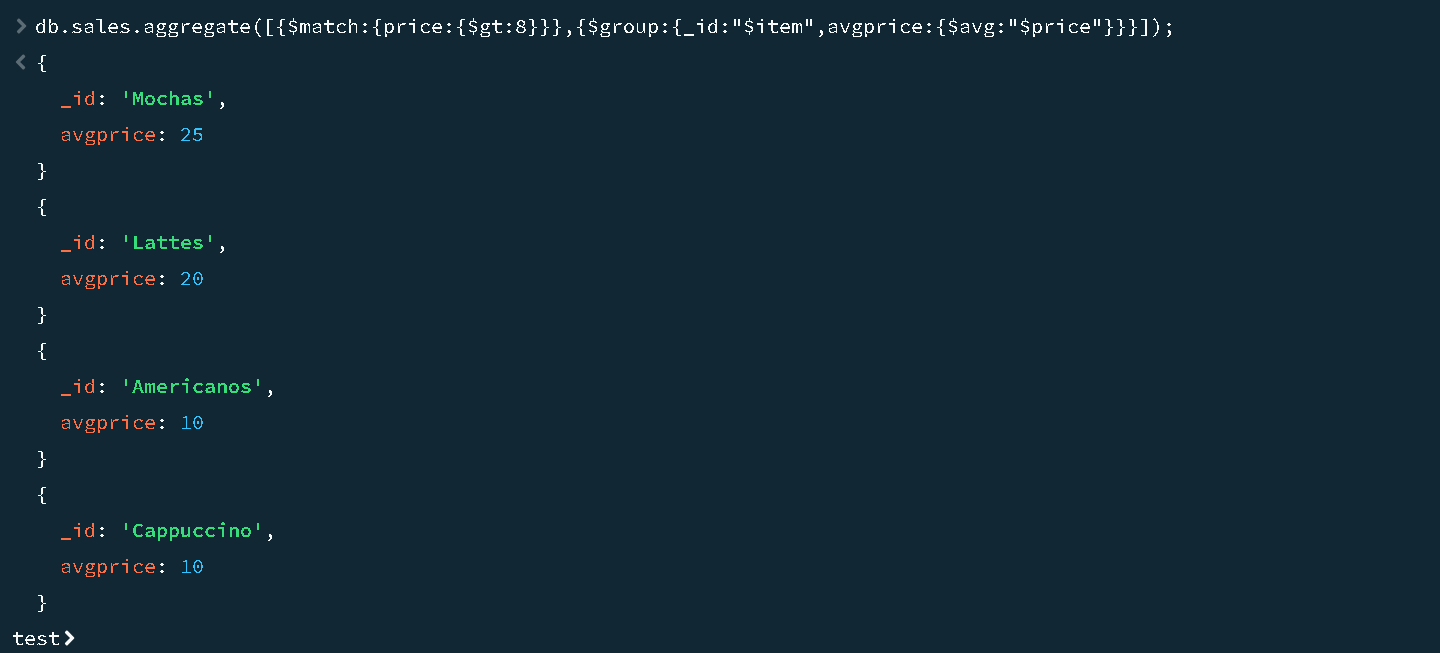 > db.sales.aggregate([{$match:{price:{$gt:8}}},{$group:{_id:"$item",avgprice:{$avg:"$price"}}}]);
< {
_id: 'Mochas',
avgprice: 25
}
{
_id: 'Lattes',
avgprice: 20
}
{
_id: 'Americanos',
avgprice: 10
}
{
_id: 'Cappuccino',
avgprice: 10
}
test>